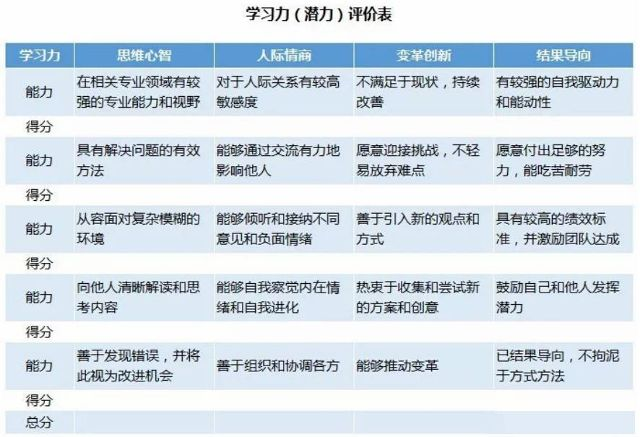 学习力（潜力）评价表
学习力 思维心智 人际情商 变革创新 结果导向
能力 在相关专业领域有较强的专业能力和视野 对于人际关系有较高敏感度 不满足于现状，持续改善 有较强的自我驱动力和能动性
得分
能力 具有解决问题的有效方法 能够通过交流有力地影响他人 愿意迎接挑战，不轻易放弃难点 愿意付出足够的努力，能吃苦耐劳
得分
能力 从容面对复杂模糊的环境 能够倾听和接纳不同意见和负面情绪 善于引入新的观点和方式 具有较高的绩效标准，并激励团队达成
得分
能力 向他人清晰解读和思考内容 能够自我察觉内在情绪和自我进化 热衷于收集和尝试新的方案和创意 鼓励自己和他人发挥潜力
得分
能力 善于发现错误，并将此视为改进机会 善于组织和协调各方 能够推动变革 已结果导向，不拘泥于方式方法
得分
总分